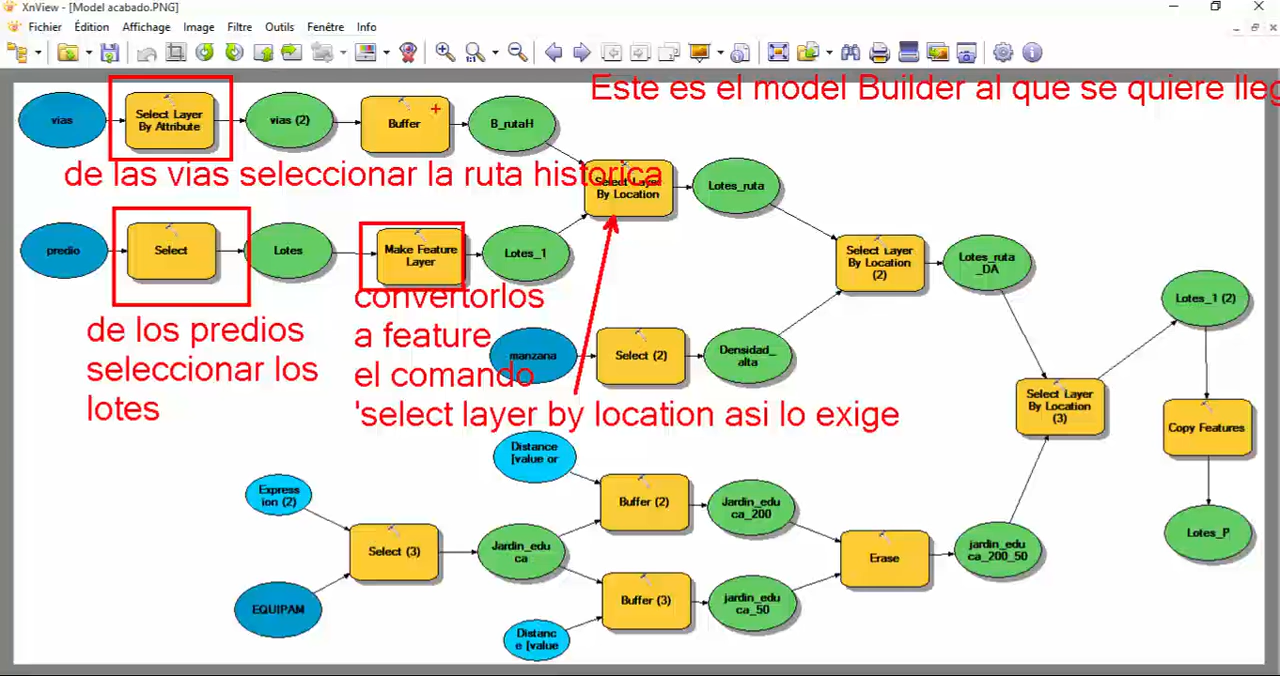 XnView - [Model acabado.PNG]
Fichier Édition Affichage Image Filtre Outils Fenêtre Info
Este es el model Builder al que se quiere lleg
vias
Select Layer
By Attribute
vias (2)
Buffer
B_rutaH
de las vias seleccionar la ruta historica
Select Layer
By Location
Lotes_ruta
predio
Select
Lotes
Make Feature
Layer
Lotes_1
Select Layer
By Location
(2)
Lotes_ruta
_DA
Lotes_1 (2)
convertorlos
a feature
el comando
'select layer by location asi lo exige
de los predios
seleccionar los
lotes
manzana
Select (2)
Densidad_
alta
Select Layer
By Location
(3)
Copy Features
Distance
[value or
Express
ion (2)
Buffer (2)
Jardin_edu
ca_200
Select (3)
Jardin_edu
ca
Erase
jardin_edu
ca_200_50
Lotes_P
EQUIPAM
Buffer (3)
jardin_edu
ca_50
Distanc
e [value